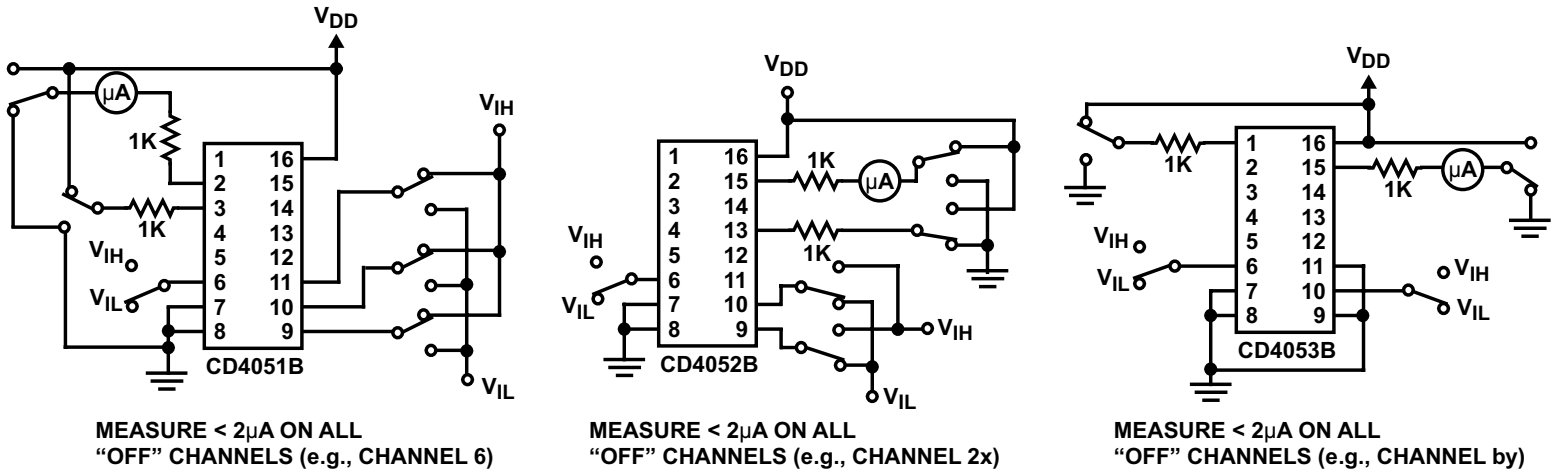 VDD
µA
1K
1K
VIH
1 16
2 15
3 14
4 13
5 12
6 11
7 10
8 9
VIH
VIL
CD4051B
VIL
MEASURE < 2µA ON ALL
“OFF” CHANNELS (e.g., CHANNEL 6)
VDD
1K
µA
1 16
2 15
3 14
4 13
5 12
6 11
7 10
8 9
1K
VIH
VIL
VIH
CD4052B
VIL
MEASURE < 2µA ON ALL
“OFF” CHANNELS (e.g., CHANNEL 2x)
VDD
1K
1 16
2 15
3 14
4 13
5 12
6 11
7 10
8 9
1K
µA
VIH
VIL
VIH
VIL
CD4053B
MEASURE < 2µA ON ALL
“OFF” CHANNELS (e.g., CHANNEL by)